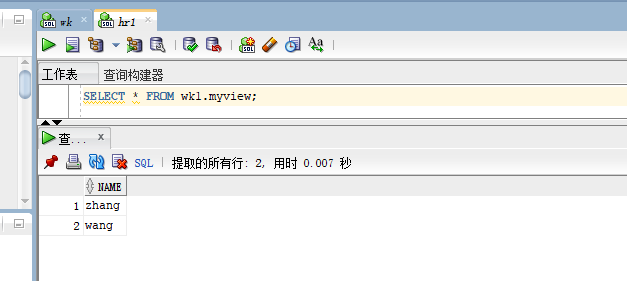 wk
hr1
工作表 查询构建器
SELECT * FROM wk1.myview;
查...
SQL 提取的所有行: 2, 用时 0.007 秒
NAME
1 zhang
2 wang